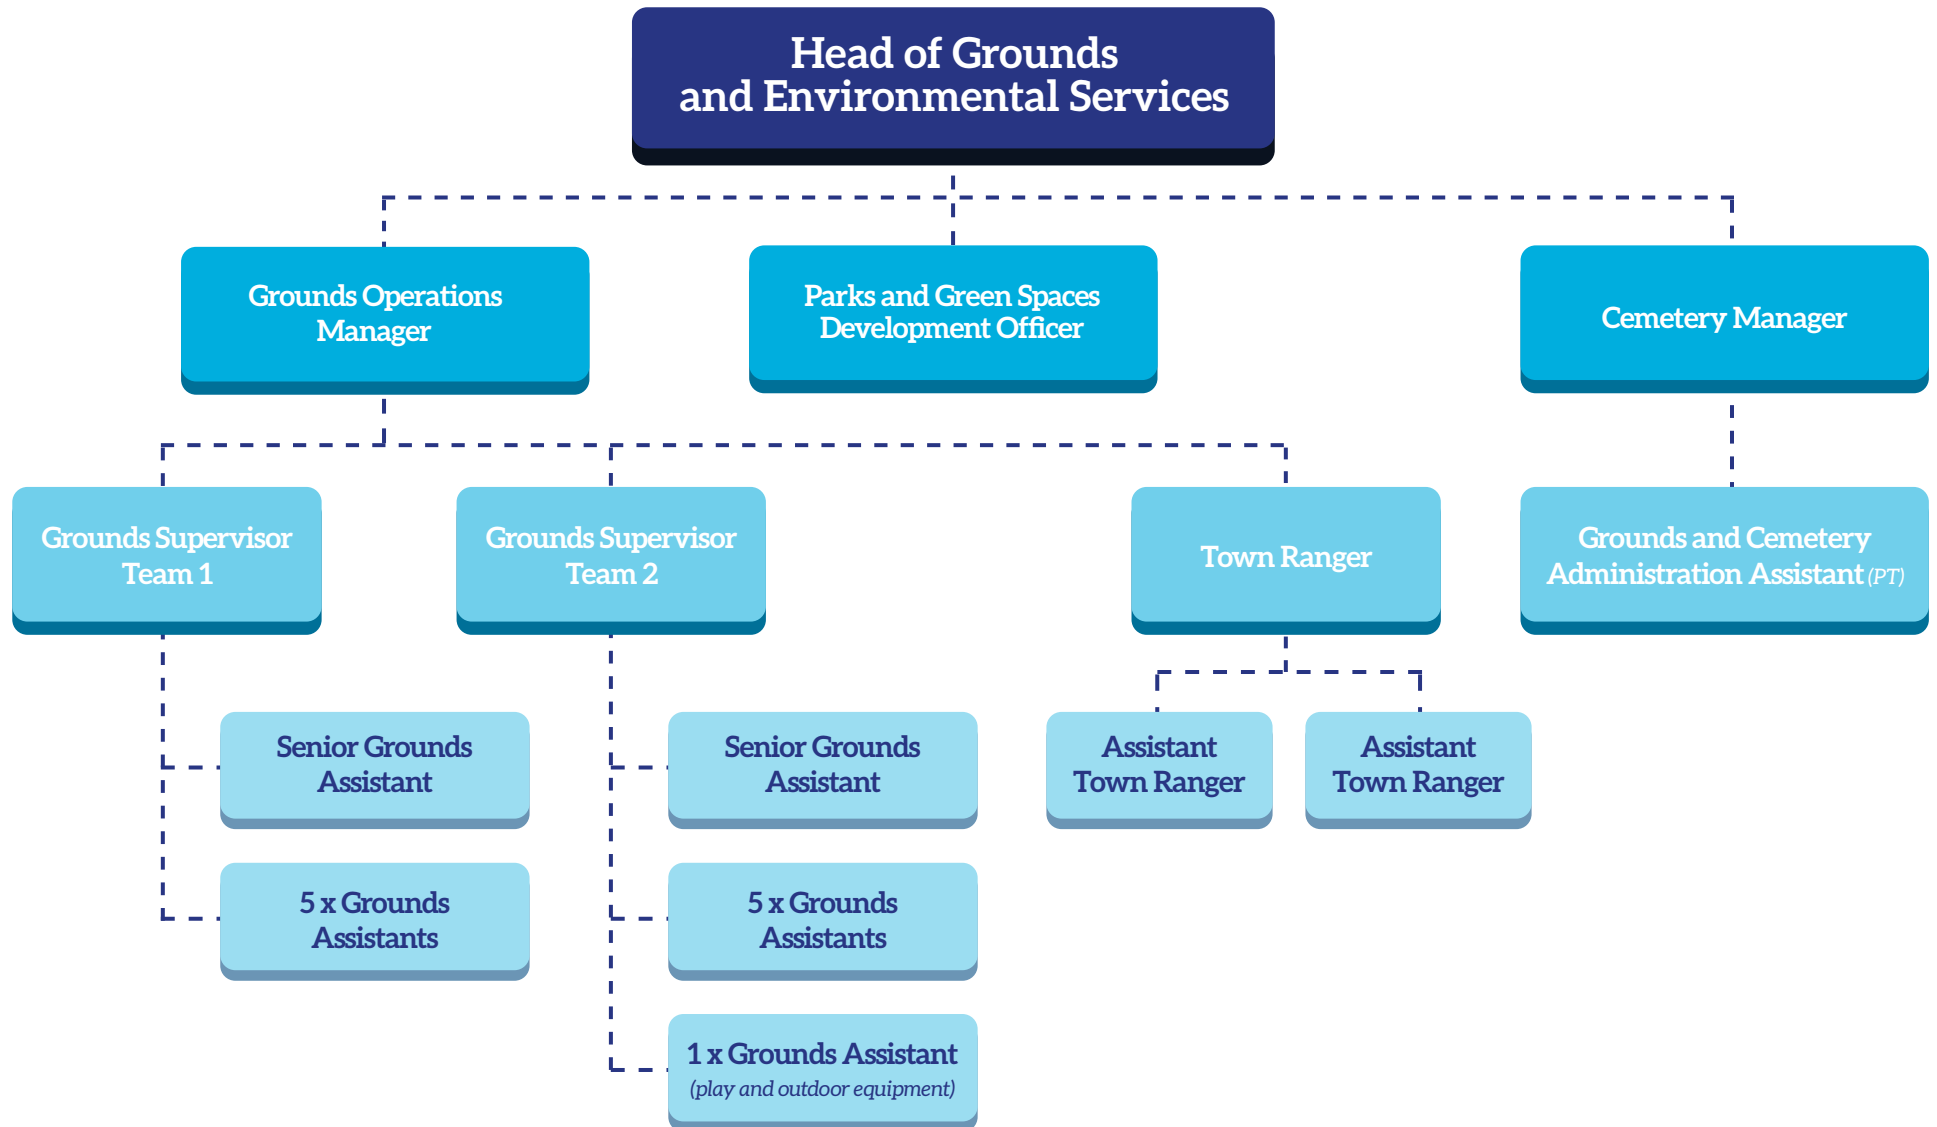 Head of Grounds
and Environmental Services
Grounds Operations
Manager
Parks and Green Spaces
Development Officer
Cemetery Manager
Grounds Supervisor
Team 1
Grounds Supervisor
Team 2
Town Ranger
Grounds and Cemetery
Administration Assistant (PT)
Senior Grounds
Assistant
Senior Grounds
Assistant
Assistant
Town Ranger
Assistant
Town Ranger
5 x Grounds
Assistants
5 x Grounds
Assistants
1 x Grounds Assistant
(play and outdoor equipment)